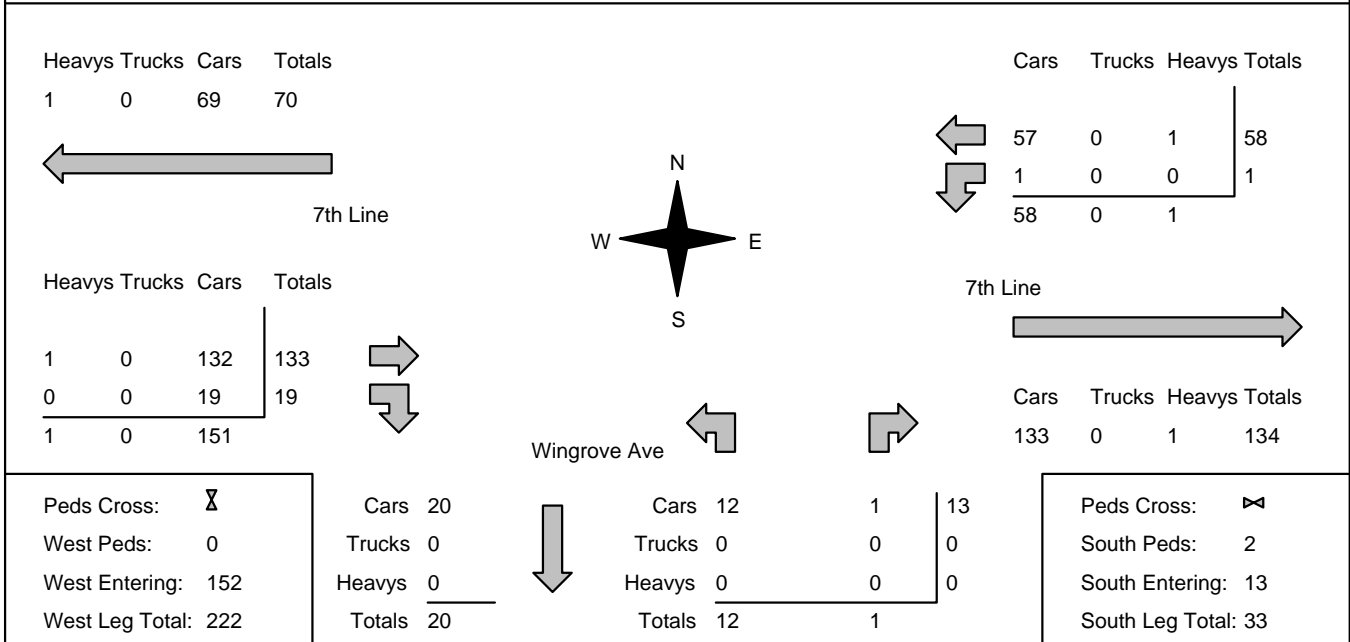 Heavys Trucks Cars Totals
1 0 69 70
7th Line
Heavys Trucks Cars Totals
1 0 132 133
0 0 19 19
1 0 151
N
W E
S
Cars Trucks Heavys Totals
57 0 1 58
1 0 0 1
58 0 1
7th Line
Cars Trucks Heavys Totals
133 0 1 134
Wingrove Ave
Peds Cross:
West Peds: 0
West Entering: 152
West Leg Total: 222
Cars 20
Trucks 0
Heavys 0
Totals 20
Cars 12 1 13
Trucks 0 0 0
Heavys 0 0 0
Totals 12 1
Peds Cross:
South Peds: 2
South Entering: 13
South Leg Total: 33